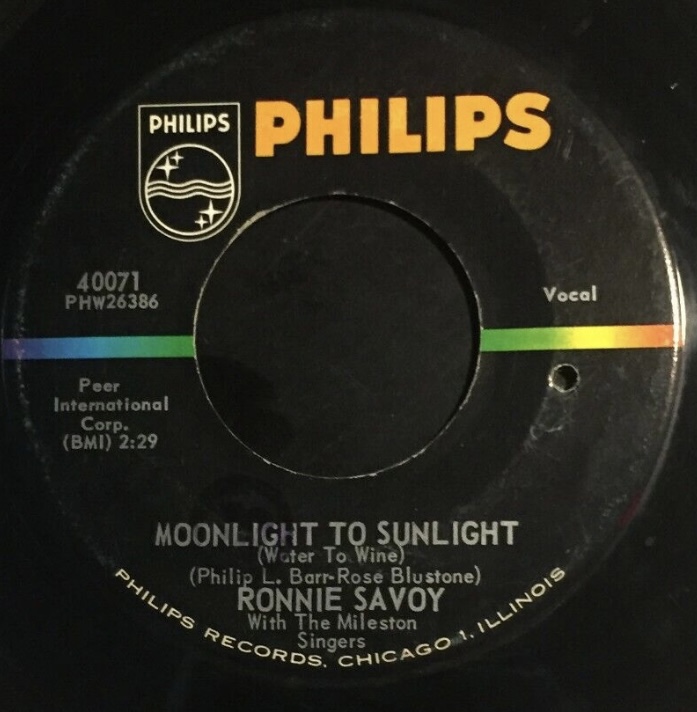 PHILIPS
PHILIPS
40071
PHW26386
Vocal
Peer
International
Corp.
(BMI) 2:29
MOONLIGHT TO SUNLIGHT
(Water To Wine)
(Philip L. Barr-Rose Blustone)
RONNIE SAVOY
With The Mileston
Singers
PHILIPS RECORDS. CHICAGO 1. ILLINOIS